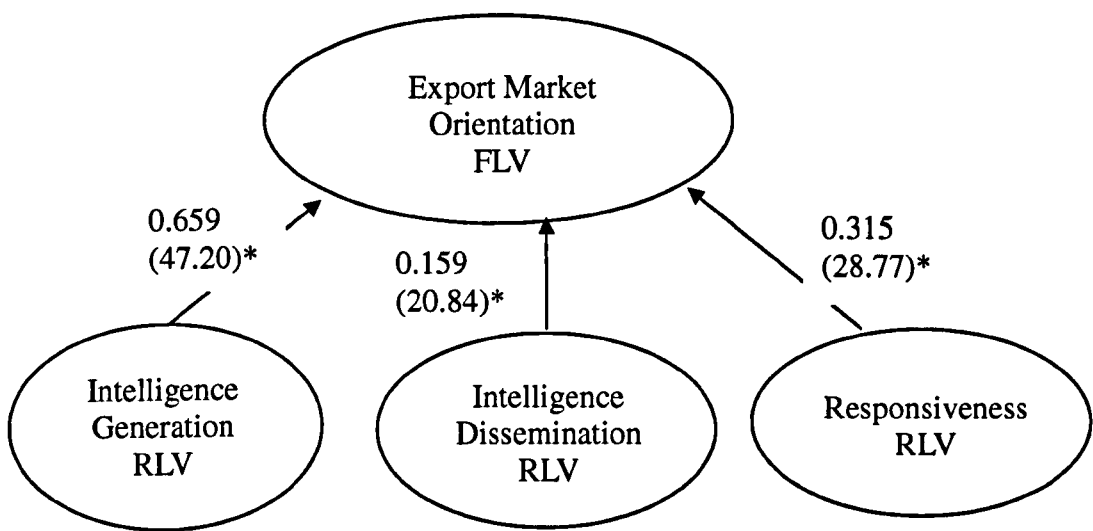 Export Market
Orientation
FLV
0.659
(47.20)*
0.159
(20.84)*
0.315
(28.77)*
Intelligence
Generation
RLV
Intelligence
Dissemination
RLV
Responsiveness
RLV